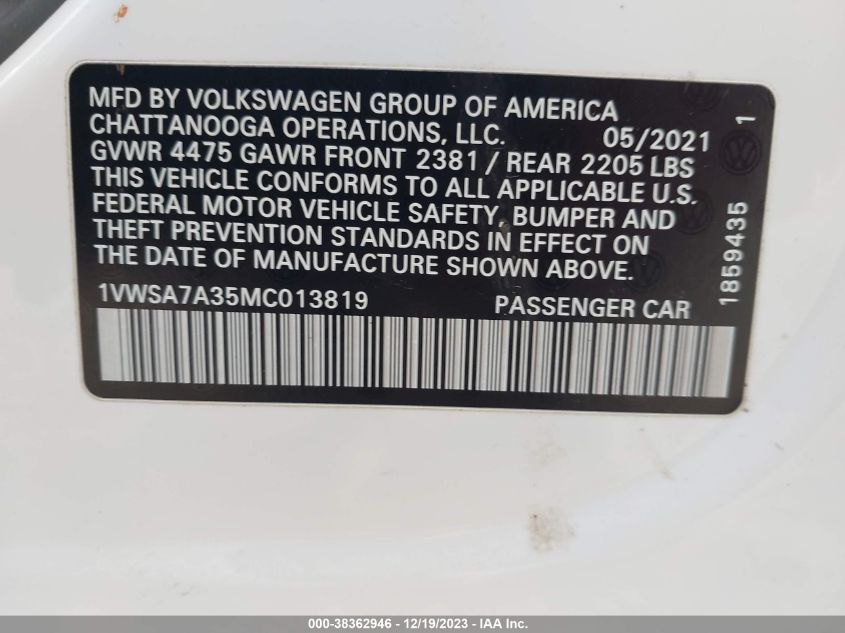 MFD BY VOLKSWAGEN GROUP OF AMERICA
CHATTANOOGA OPERATIONS, LLC. 05/2021
GVWR 4475 GAWR FRONT 2381 / REAR 2205 LBS
THIS VEHICLE CONFORMS TO ALL APPLICABLE U.S.
FEDERAL MOTOR VEHICLE SAFETY, BUMPER AND
THEFT PREVENTION STANDARDS IN EFFECT ON
THE DATE OF MANUFACTURE SHOWN ABOVE.
1VWSA7A35MC013819 PASSENGER CAR
1859435 1
000-38362946 - 12/19/2023 - IAA Inc.